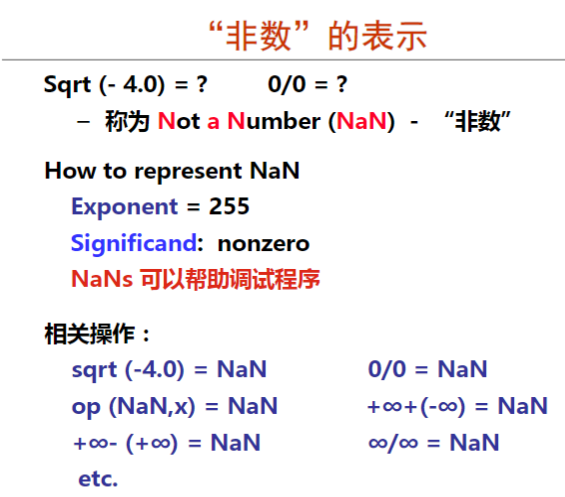 “非数”的表示
Sqrt (- 4.0) = ? 0/0 = ?
– 称为 Not a Number (NaN) - “非数”
How to represent NaN
Exponent = 255
Significand: nonzero
NaNs 可以帮助调试程序
相关操作：
sqrt (-4.0) = NaN 0/0 = NaN
op (NaN,x) = NaN +∞+(-∞) = NaN
+∞- (+∞) = NaN ∞/∞ = NaN
etc.